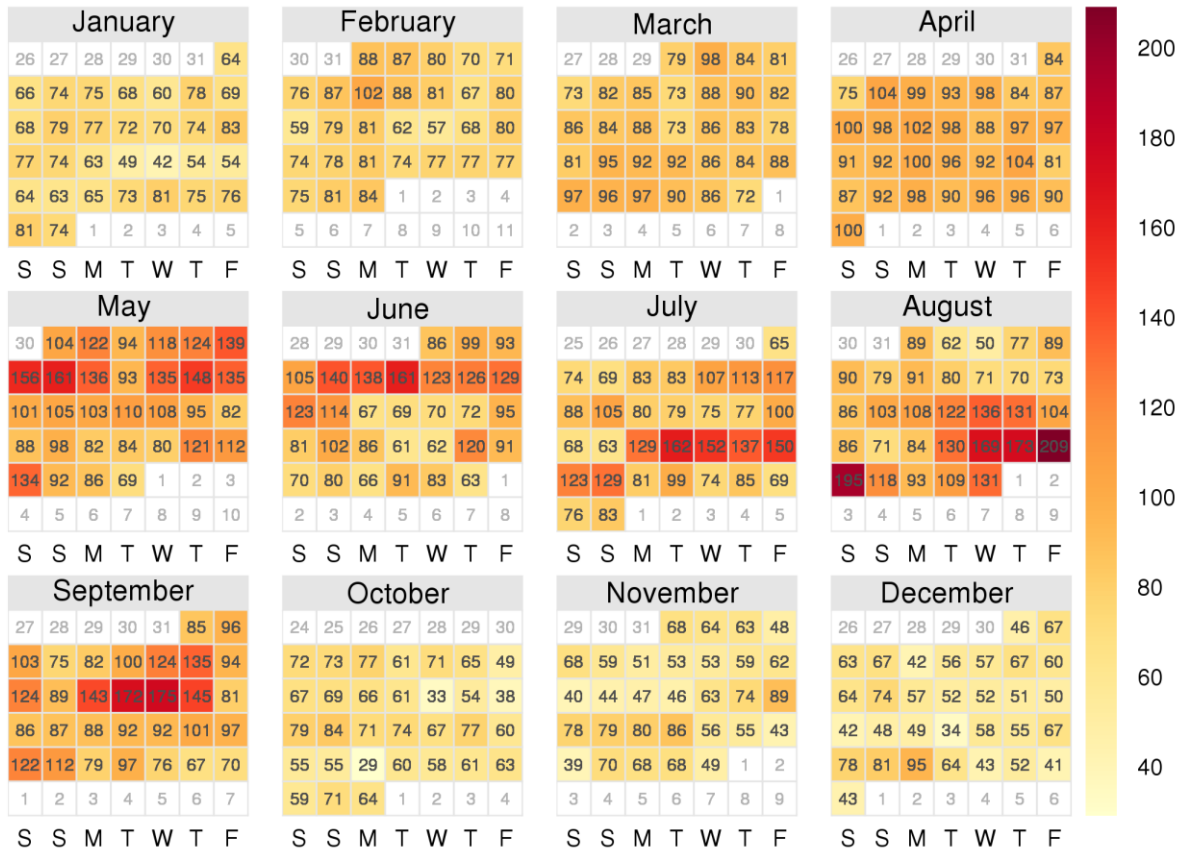 January February March April
26 27 28 29 30 31 64 30 31 88 87 80 70 71 27 28 29 79 98 84 81 26 27 28 29 30 31 84 200
66 74 75 68 60 78 69 76 87 102 88 81 67 80 73 82 85 73 88 90 82 75 104 99 93 98 84 87
68 79 77 72 70 74 83 59 79 81 62 57 68 80 86 84 88 73 86 83 78 100 98 102 98 88 97 97 180
77 74 63 49 42 54 54 74 78 81 74 77 77 77 81 95 92 92 86 84 88 91 92 100 96 92 104 81
64 63 65 73 81 75 76 75 81 84 1 2 3 4 97 96 97 90 86 72 1 87 92 98 90 96 96 90 160
81 74 1 2 3 4 5 5 6 7 8 9 10 11 2 3 4 5 6 7 8 100 1 2 3 4 5 6
S S M T W T F S S M T W T F S S M T W T F S S M T W T F
May June July August 140
30 104 122 94 118 124 139 28 29 30 31 86 99 93 25 26 27 28 29 30 65 30 31 89 62 50 77 89
156 161 136 93 135 148 135 105 140 138 161 123 126 129 74 69 83 83 107 113 117 90 79 91 80 71 70 73
101 105 103 110 108 95 82 123 114 67 69 70 72 95 88 105 80 79 75 77 100 86 103 108 122 136 131 104 120
88 98 82 84 80 121 112 81 102 86 61 62 120 91 68 63 129 162 152 137 150 86 71 84 130 169 173 209
134 92 86 69 1 2 3 70 80 66 91 83 63 1 123 129 81 99 74 85 69 195 118 93 109 131 1 2 100
4 5 6 7 8 9 10 2 3 4 5 6 7 8 76 83 1 2 3 4 5 3 4 5 6 7 8 9
S S M T W T F S S M T W T F S S M T W T F S S M T W T F
September October November December 80
27 28 29 30 31 85 96 24 25 26 27 28 29 30 29 30 31 68 64 63 48 26 27 28 29 30 46 67
103 75 82 100 124 135 94 72 73 77 61 71 65 49 68 59 51 53 53 59 62 63 67 42 56 57 67 60
124 89 143 172 175 145 81 67 69 66 61 33 54 38 40 44 47 46 63 74 89 64 74 57 52 52 51 50 60
86 87 88 92 92 101 97 79 84 71 74 67 77 60 78 79 80 86 56 55 43 42 48 49 34 58 55 67
122 112 79 97 76 67 70 55 55 29 60 58 61 63 39 70 68 68 49 1 2 78 81 95 64 43 52 41 40
1 2 3 4 5 6 7 59 71 64 1 2 3 4 3 4 5 6 7 8 9 43 1 2 3 4 5 6
S S M T W T F S S M T W T F S S M T W T F S S M T W T F